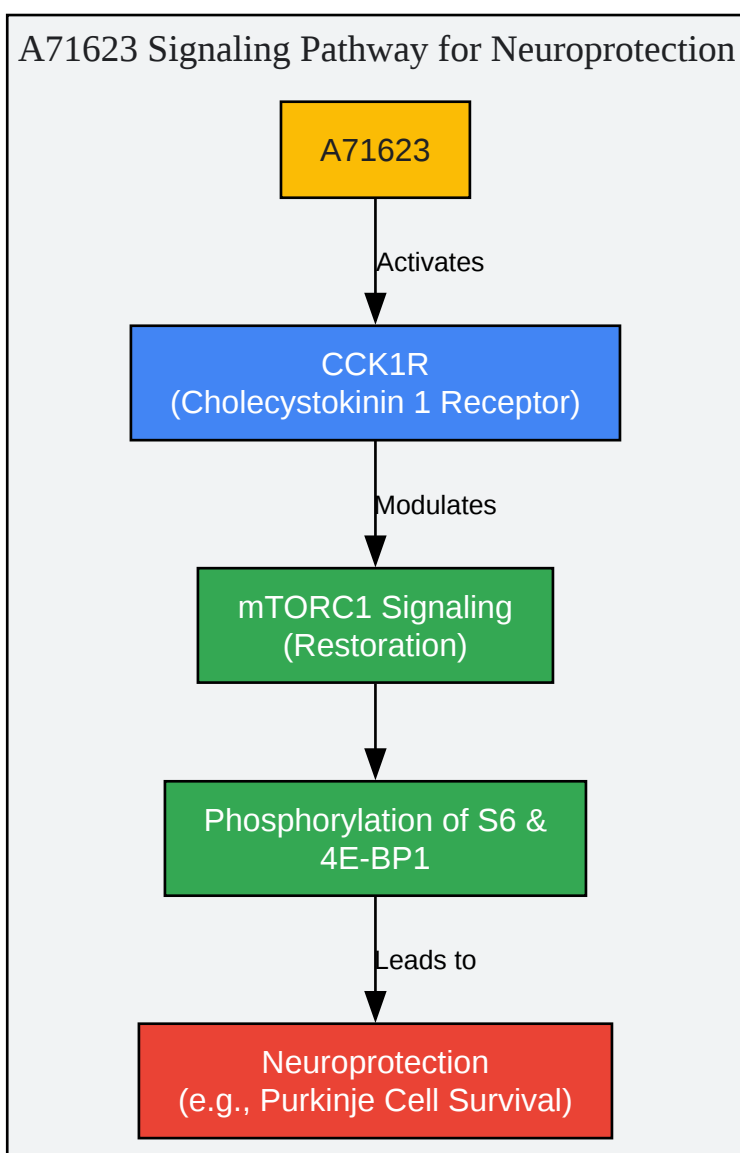 A71623 Signaling Pathway for Neuroprotection
A71623
Activates
CCK1R
(Cholecystokinin 1 Receptor)
Modulates
mTORC1 Signaling
(Restoration)
Phosphorylation of S6 &
4E-BP1
Leads to
Neuroprotection
(e.g., Purkinje Cell Survival)